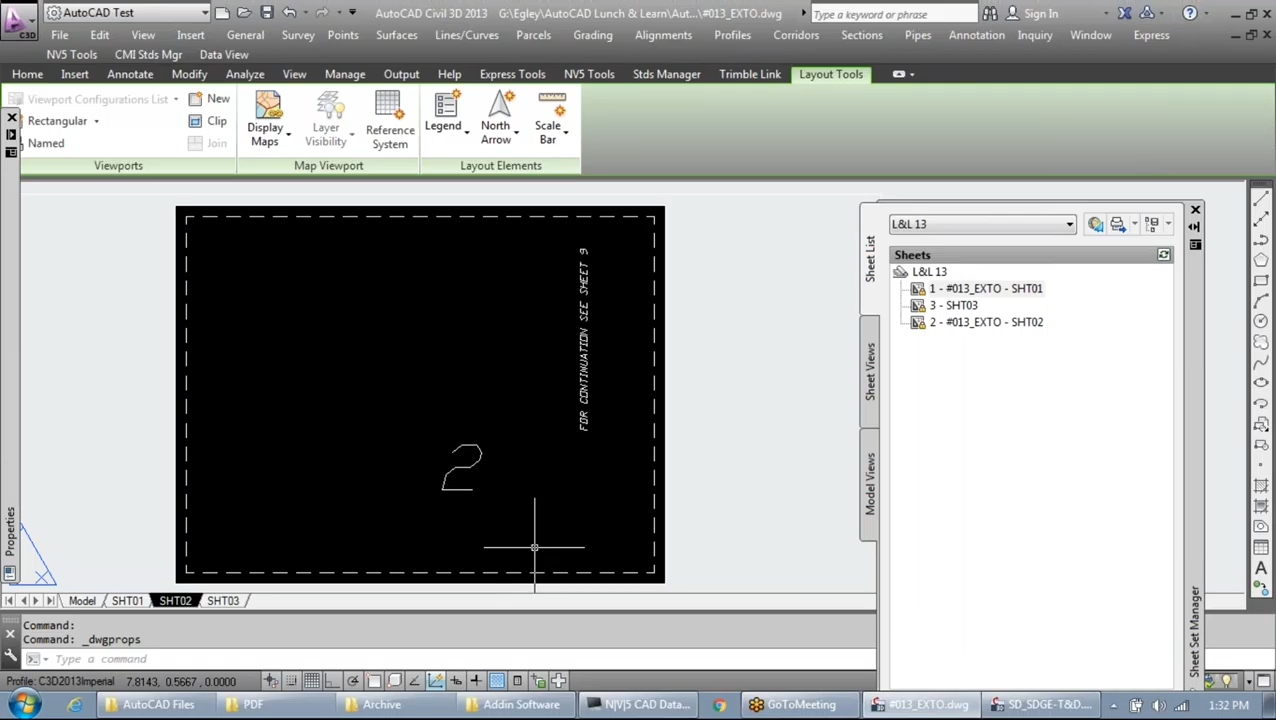 AutoCAD Test
AutoCAD Civil 3D 2013 G:\Egley\AutoCAD Lunch & Learn\Aut...\#013_EXTO.dwg
Type a keyword or phrase
Sign In
C3D
File Edit View Insert General Survey Points Surfaces Lines/Curves Parcels Grading Alignments Profiles Corridors Sections Pipes Annotation Inquiry Window Express
NV5 Tools CMI Stds Mgr Data View
Home Insert Annotate Modify Analyze View Manage Output Help Express Tools NV5 Tools Stds Manager Trimble Link Layout Tools
Viewport Configurations List New
Rectangular Clip
Named Join
Display Maps
Layer Visibility
Reference System
Legend
North Arrow
Scale Bar
Viewports Map Viewport Layout Elements
FOR CONTINUATION SEE SHEET 9
2
Properties
L&L 13
Sheets
L&L 13
1 - #013_EXTO - SHT01
3 - SHT03
2 - #013_EXTO - SHT02
Sheet List
Sheet Views
Model Views
Sheet Set Manager
Model SHT01 SHT02 SHT03
Command:
Command: _dwgprops
Type a command
Profile: C3D2013Imperial 7.8143, 0.5667, 0.0000
AutoCAD Files PDF Archive Addin Software N|V|5 CAD Data... GoToMeeting #013_EXTO.dwg SD_SDGE-T&D.... 1:32 PM